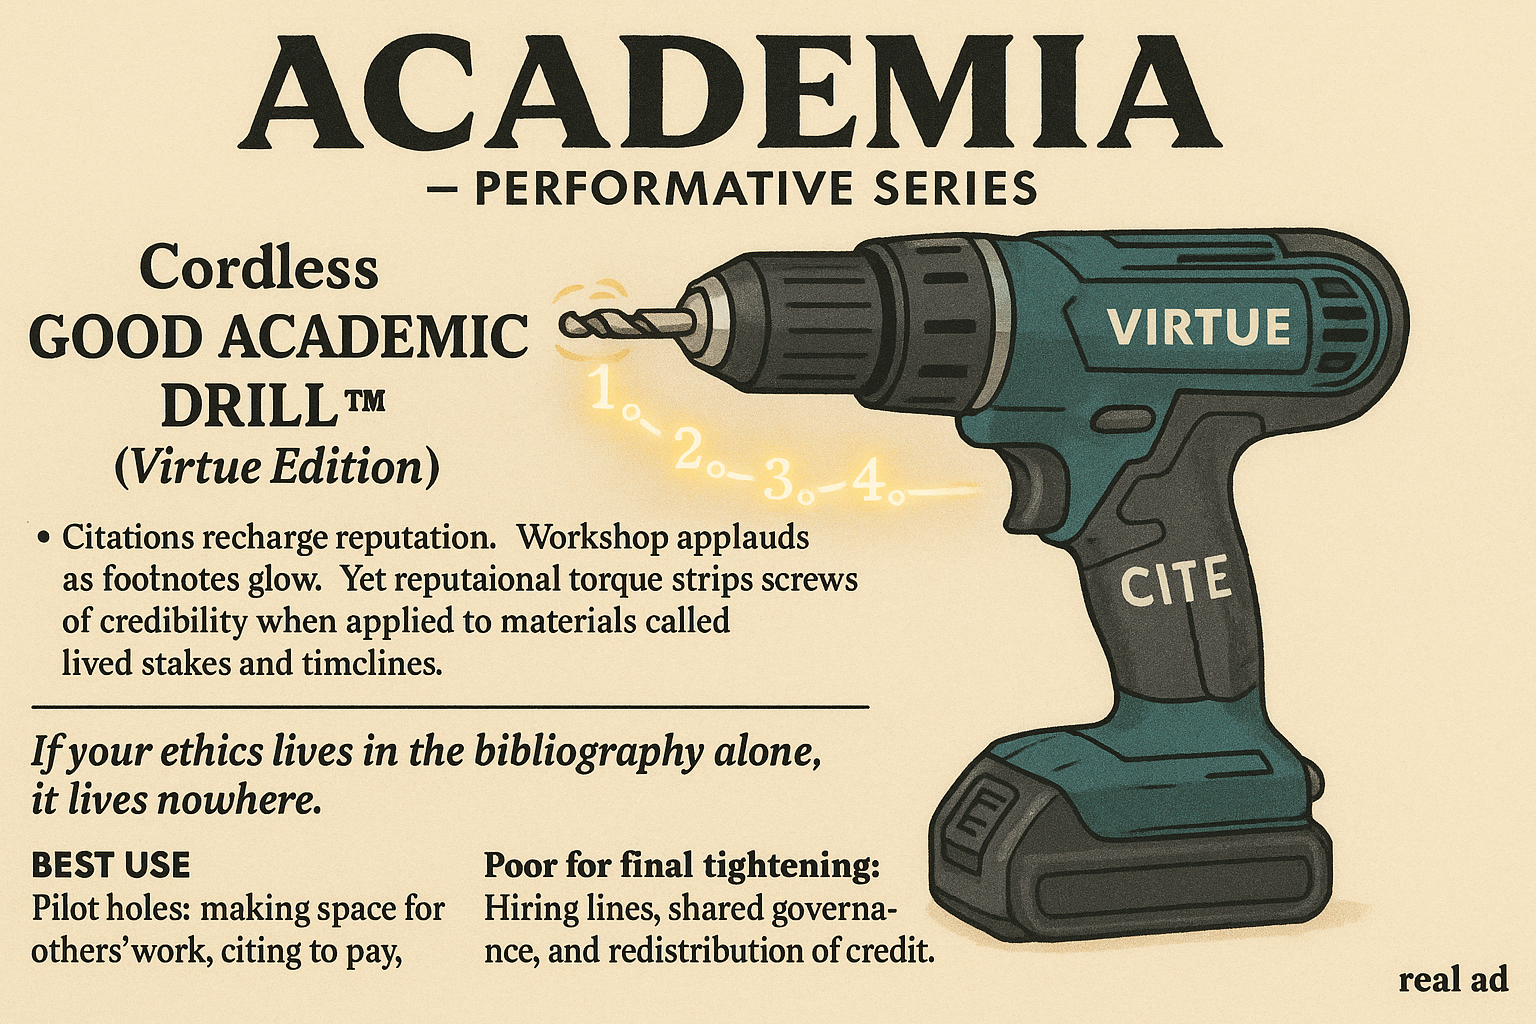 ACADEMIA
– PERFORMATIVE SERIES
Cordless
GOOD ACADEMIC
DRILL™
(Virtue Edition)
VIRTUE
1.-2.-3.-4.—
CITE
• Citations recharge reputation. Workshop applauds
as footnotes glow. Yet reputaional torque strips screws
of credibility when applied to materials called
lived stakes and timclines.
If your ethics lives in the bibliography alone,
it lives nowhere.
BEST USE
Pilot holes: making space for
others’ work, citing to pay,
Poor for final tightening:
Hiring lines, shared governa-
nce, and redistribution of credit.
real ad